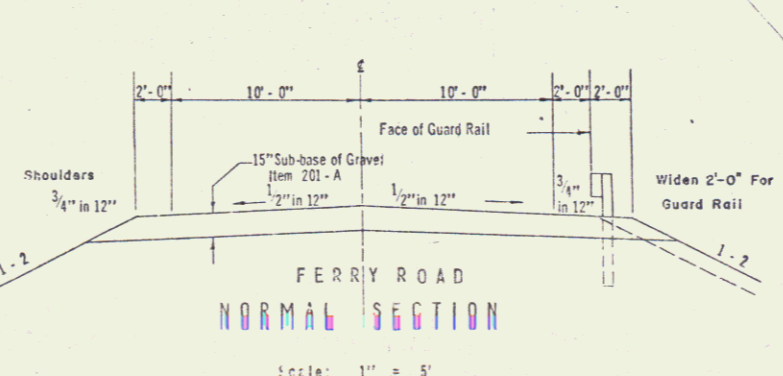 ℄
2'-0" 10'-0" 10'-0" 2'-0" 2'-0"
Face of Guard Rail
15" Sub-base of Gravel
Item 201-A
Shoulders
3/4" in 12"
1/2" in 12"
1/2" in 12"
3/4"
in 12"
Widen 2'-0" For
Guard Rail
1-2
1-2
FERRY ROAD
NORMAL SECTION
Scale: 1" = 5'